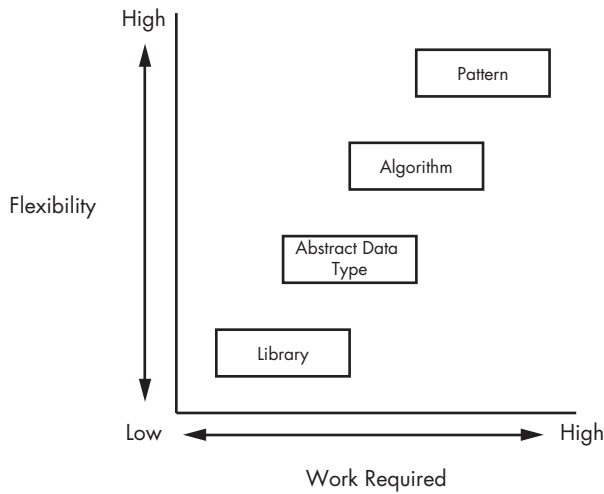 High
Pattern
Algorithm
Flexibility
Abstract Data
Type
Library
Low
High
Work Required